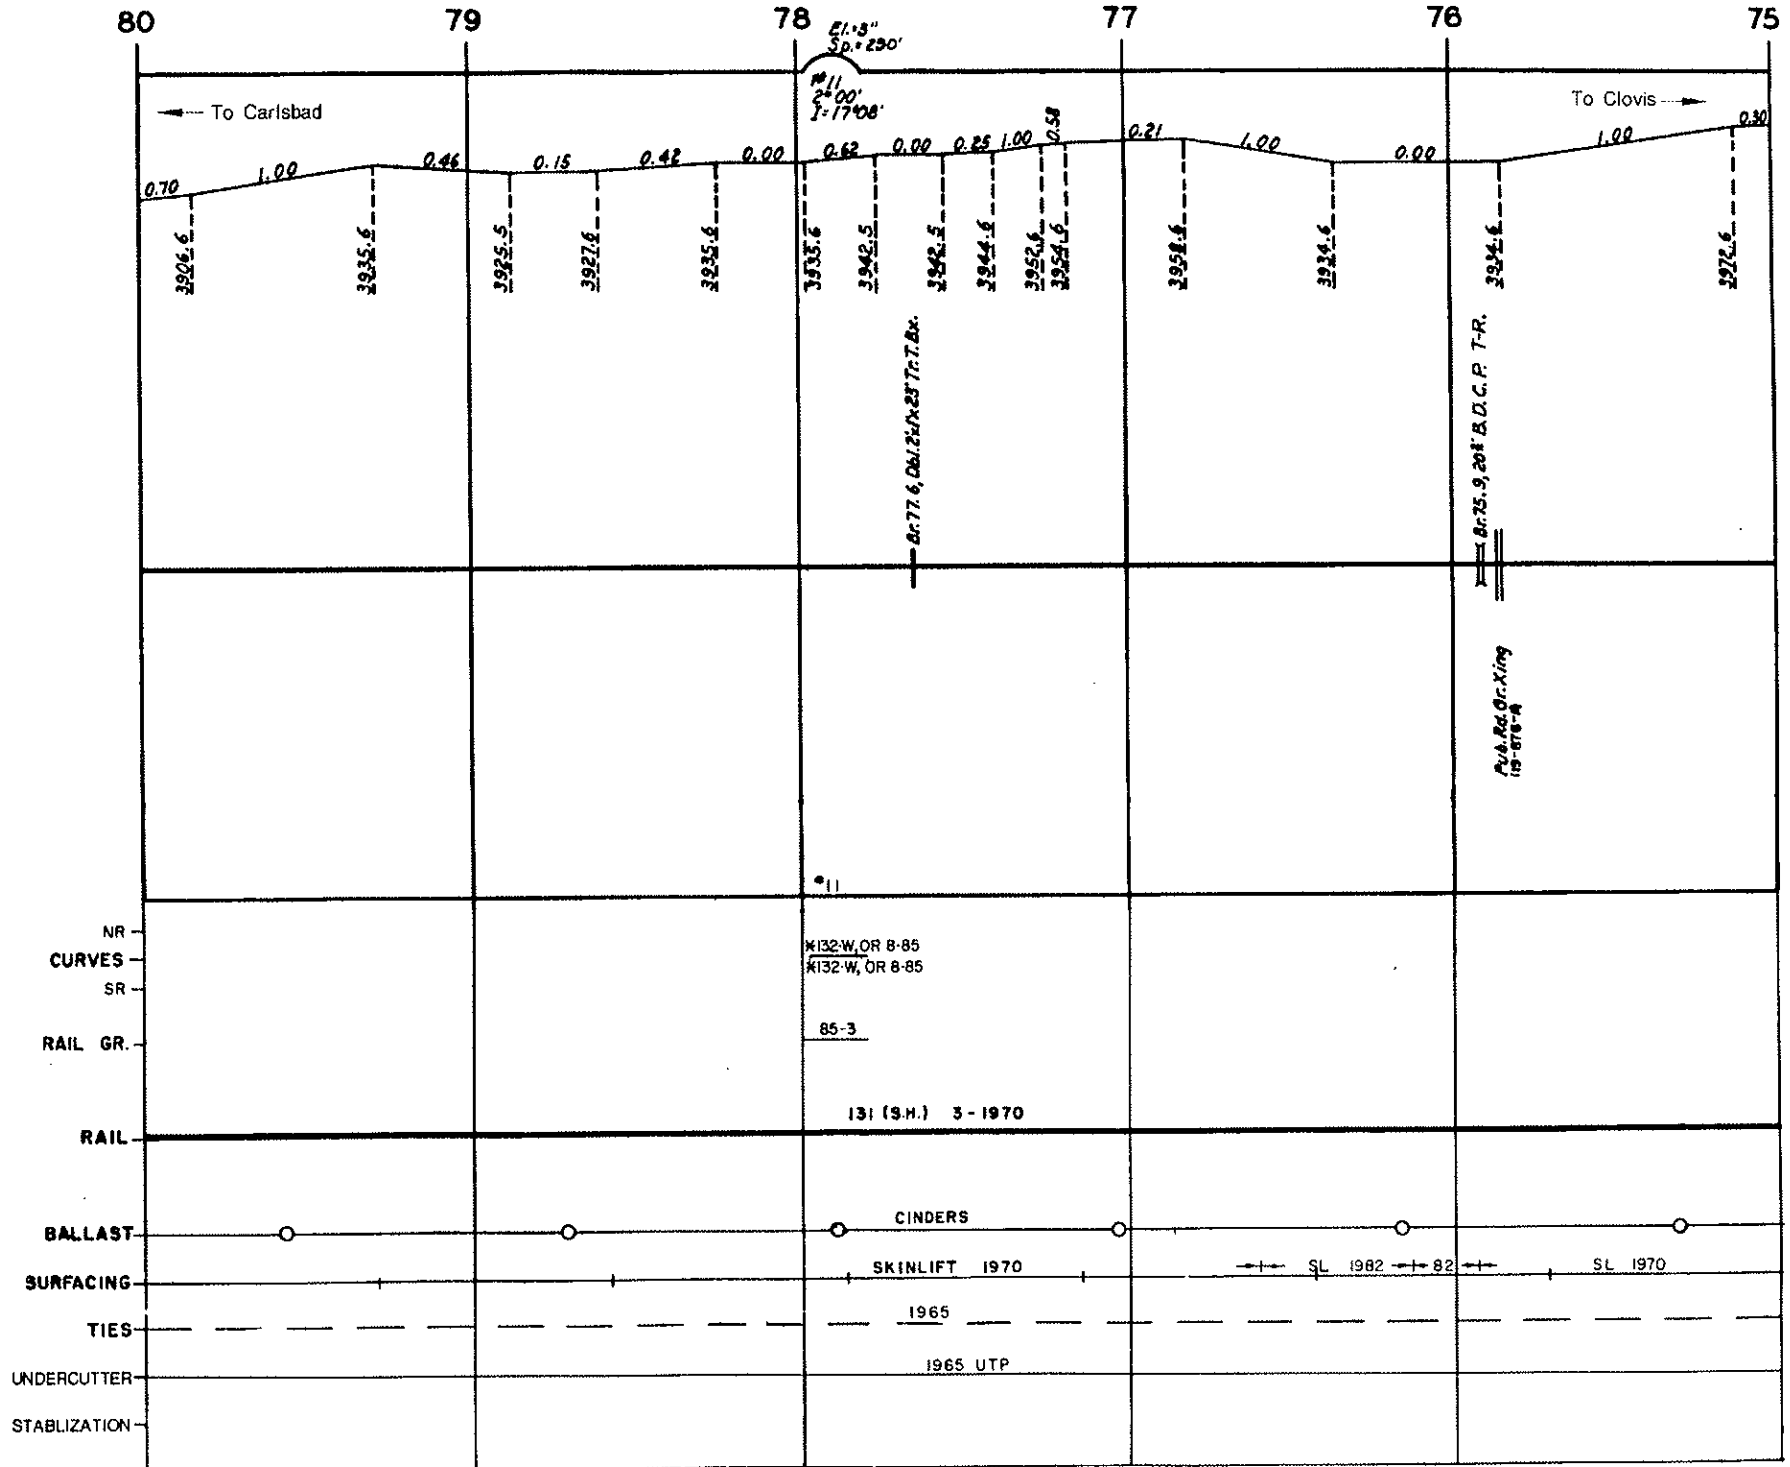 80 79 78 77 76 75
El.=3"
Sp.=290'
#11
2°00'
I=17°08'
To Carlsbad
To Clovis
0.70 1.00 0.46 0.15 0.42 0.00 0.62 0.00 0.25 1.00 0.58 0.21 1.00 0.00 1.00 0.30
3906.6 3935.6 3925.5 3927.6 3935.6 3935.6 3942.5 3942.5 3944.6 3952.6 3954.6 3934.6 3934.6 3972.6
Br.77.6, Dbl.2'x1'x23' Tr.T.Bx.
Br.75.9, 20' B.D.C.P. T-R.
Pub.Rd.Gr.Xing
#11
NR
CURVES
SR
*132-W, OR 8-85
*132-W, OR 8-85
RAIL GR.
85-3
131 (S.H.) 3-1970
RAIL
BALLAST
CINDERS
SURFACING
SKINLIFT 1970
SL 1982 82 SL 1970
TIES
1965
UNDERCUTTER
1965 UTP
STABLIZATION